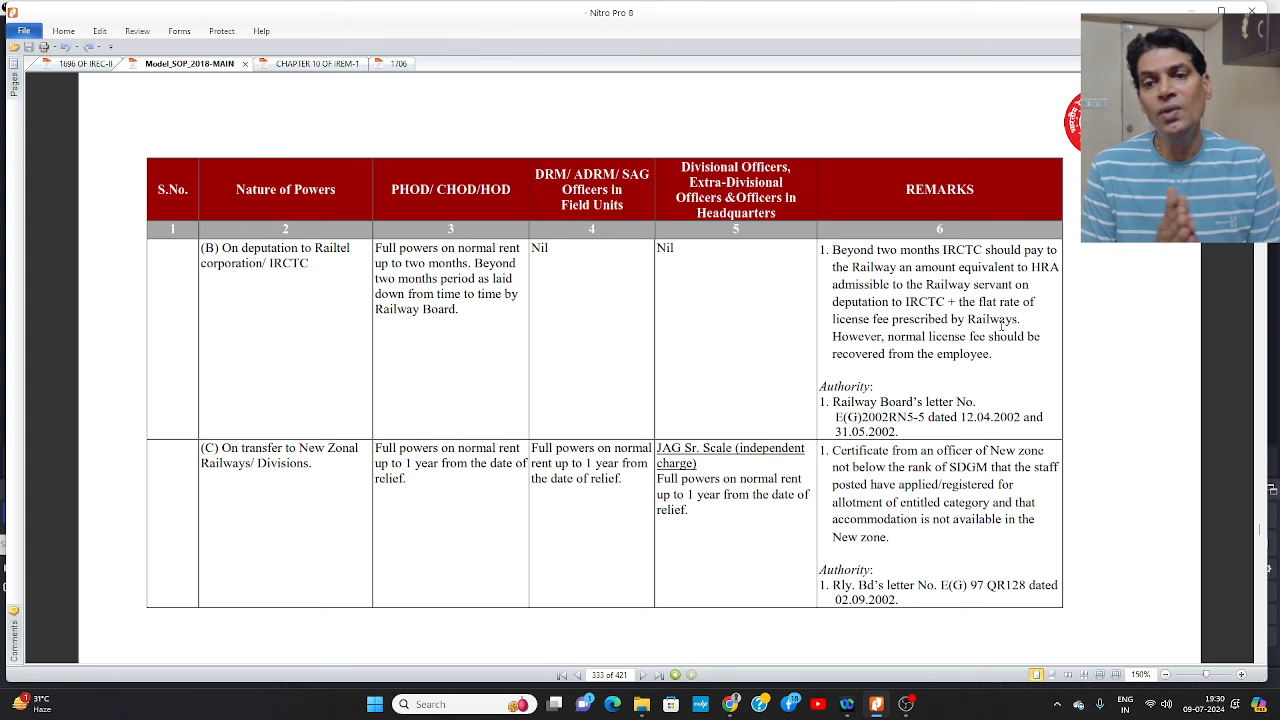 - Nitro Pro 8
File Home Edit Review Forms Protect Help
1696 OF IREC-II Model_SOP_2018-MAIN CHAPTER 10 OF IREM-1 1706
Pages
S.No. Nature of Powers PHOD/ CHOD/HOD DRM/ ADRM/ SAG Officers in Field Units Divisional Officers, Extra-Divisional Officers &Officers in Headquarters REMARKS
1 2 3 4 5 6
(B) On deputation to Railtel
corporation/ IRCTC
Full powers on normal rent
up to two months. Beyond
two months period as laid
down from time to time by
Railway Board.
Nil
Nil
1. Beyond two months IRCTC should pay to
the Railway an amount equivalent to HRA
admissible to the Railway servant on
deputation to IRCTC + the flat rate of
license fee prescribed by Railways.
However, normal license fee should be
recovered from the employee.
Authority:
1. Railway Board's letter No.
E(G)2002RN5-5 dated 12.04.2002 and
31.05.2002.
(C) On transfer to New Zonal
Railways/ Divisions.
Full powers on normal rent
up to 1 year from the date of
relief.
Full powers on normal
rent up to 1 year from
the date of relief.
JAG Sr. Scale (independent
charge)
Full powers on normal rent
up to 1 year from the date of
relief.
1. Certificate from an officer of New zone
not below the rank of SDGM that the staff
posted have applied/registered for
allotment of entitled category and that
accommodation is not available in the
New zone.
Authority:
1. Rly. Bd's letter No. E(G) 97 QR128 dated
02.09.2002.
Comments
333 of 421
150%
31°C
Haze
Search
ENG
IN
19:30
09-07-2024